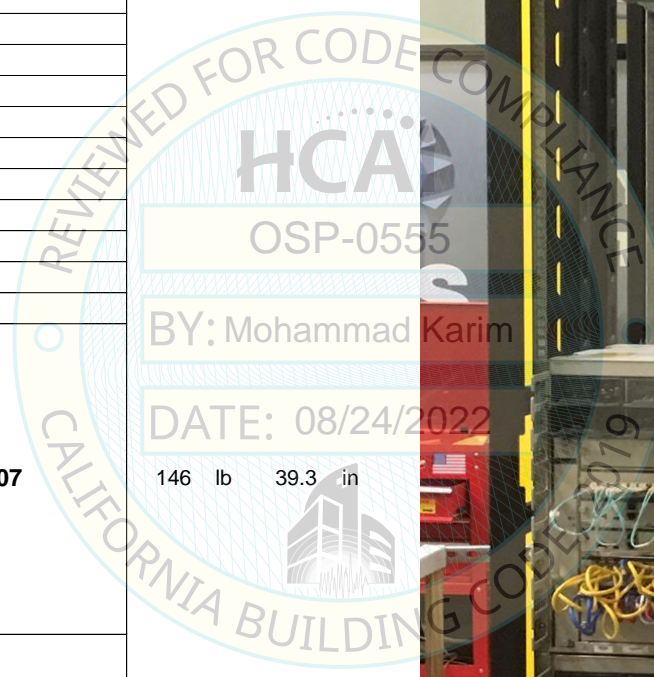 REVIEWED FOR CODE COMPLIANCE
HCA
OSP-0555
BY: Mohammad Karim
DATE: 08/24/2022
07 146 lb 39.3 in
CALIFORNIA BUILDING CODE 2019